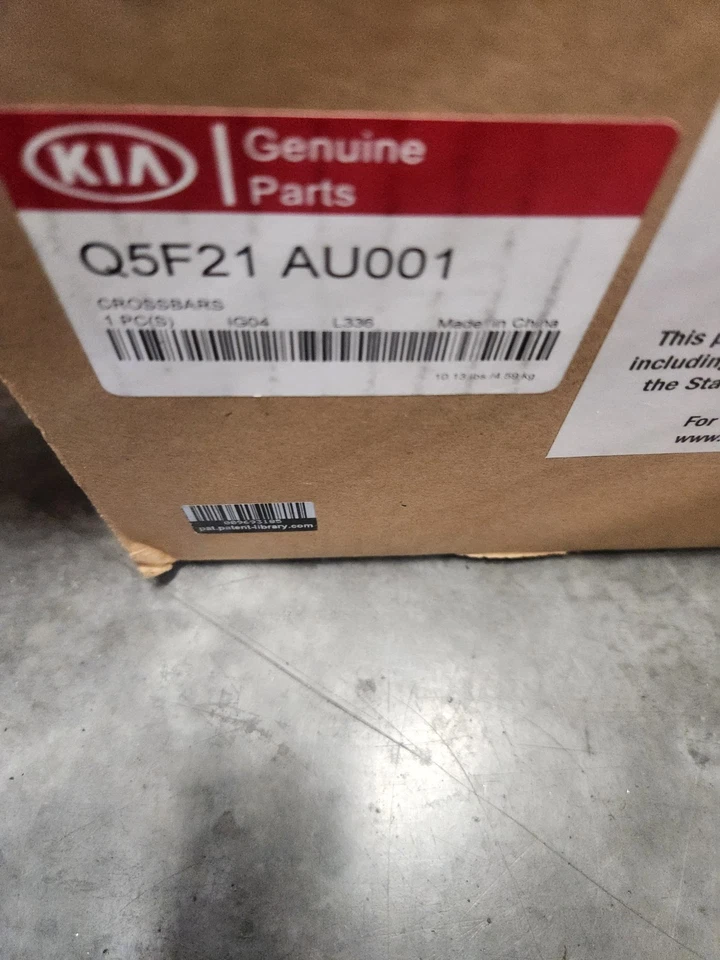 KIA
Genuine
Parts
Q5F21 AU001
CROSSBARS
1 PC(S) IG04 L336 Made in China
10.13 lbs /4.59 kg
pat.patent-library.com
This p
including
the Sta
For
www.